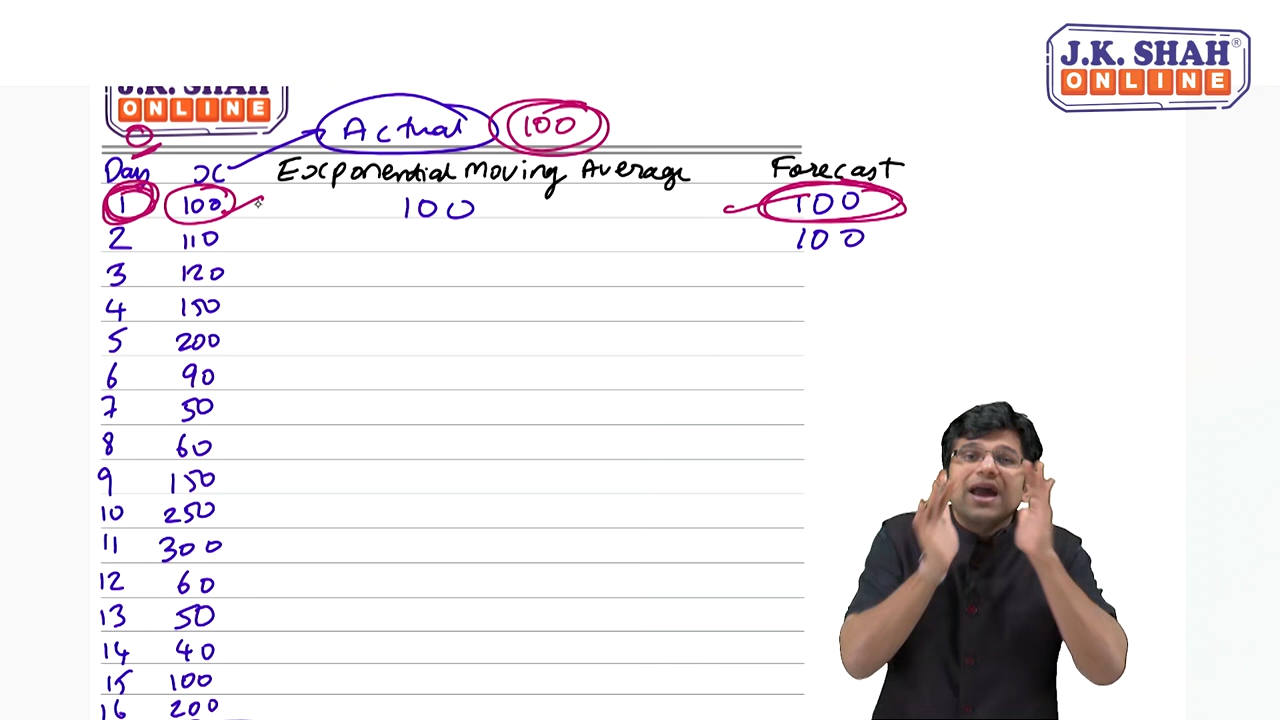 J.K. SHAH®
ONLINE
J.K. SHAH
ONLINE
0 Actual 100
Day x Exponential Moving Average Forecast
1 100 100 100
2 110 100
3 120
4 150
5 200
6 90
7 50
8 60
9 150
10 250
11 300
12 60
13 50
14 40
15 100
16 200